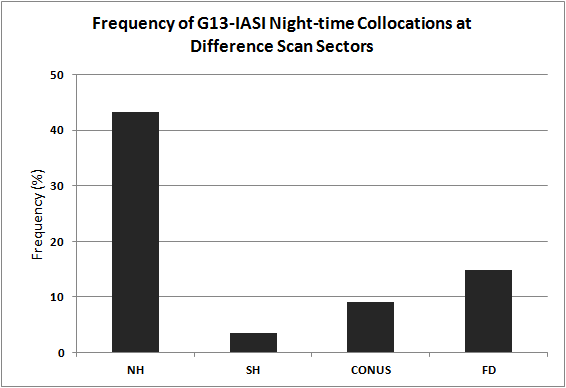 Frequency of G13-IASI Night-time Collocations at
Difference Scan Sectors
Frequency (%)
50
40
30
20
10
0
NH SH CONUS FD